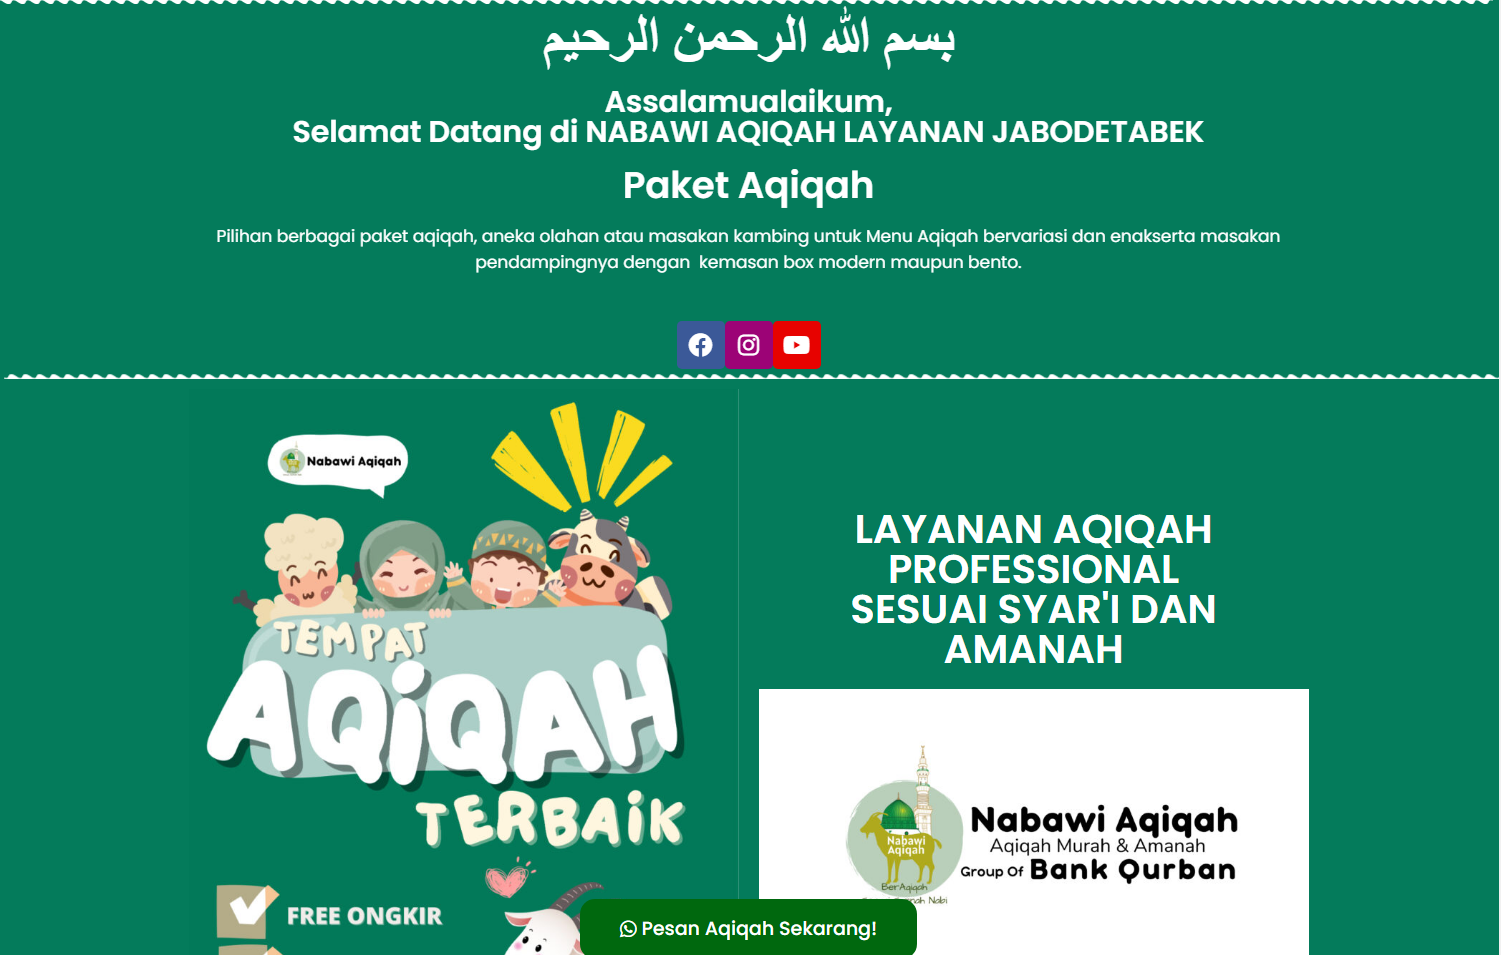 بسم الله الرحمن الرحيم
Assalamualaikum,
Selamat Datang di NABAWI AQIQAH LAYANAN JABODETABEK
Paket Aqiqah
Pilihan berbagai paket aqiqah, aneka olahan atau masakan kambing untuk Menu Aqiqah bervariasi dan enakserta masakan
pendampingnya dengan  kemasan box modern maupun bento.
Nabawi Aqiqah
TEMPAT
AQiQAH
TERBAiK
FREE ONGKIR
LAYANAN AQIQAH
PROFESSIONAL
SESUAI SYAR'I DAN
AMANAH
Nabawi
Aqiqah
BerAqiqah
Nabi
Nabawi Aqiqah
Aqiqah Murah & Amanah
Group Of Bank Qurban
Pesan Aqiqah Sekarang!